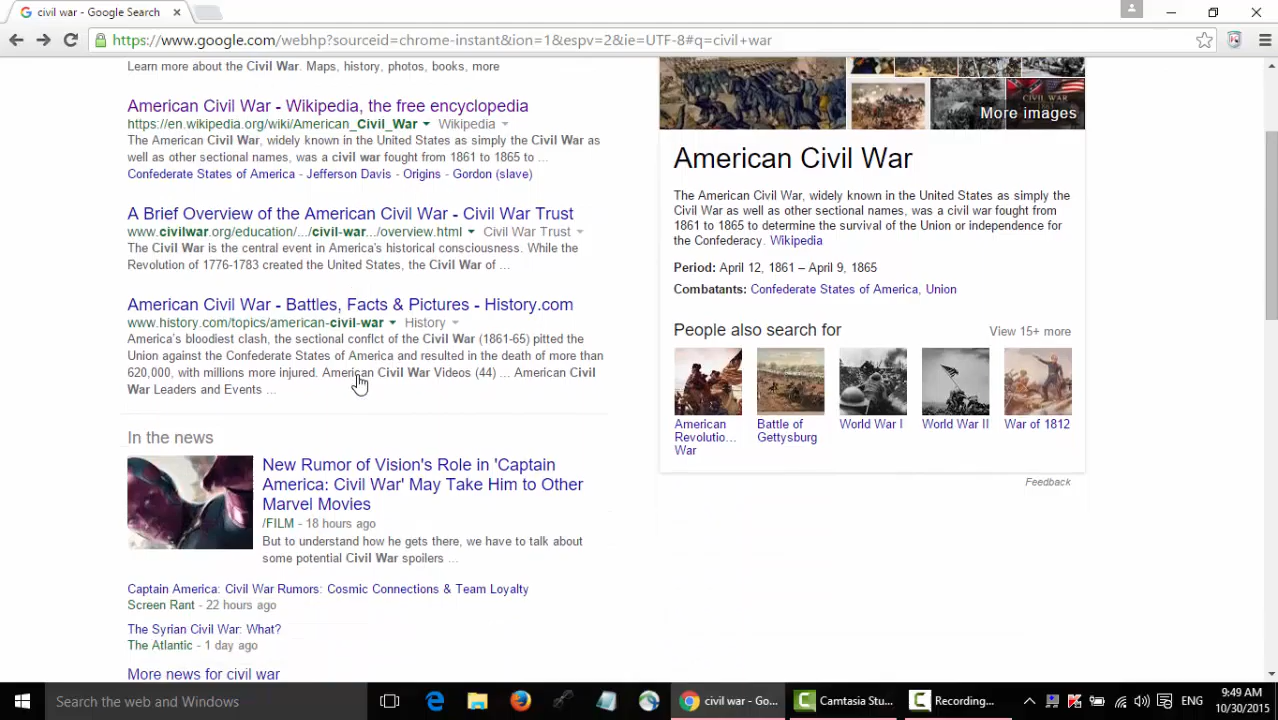 civil war - Google Search
https://www.google.com/webhp?sourceid=chrome-instant&ion=1&espv=2&ie=UTF-8#q=civil+war
Learn more about the Civil War. Maps, history, photos, books, more
American Civil War - Wikipedia, the free encyclopedia
https://en.wikipedia.org/wiki/American_Civil_War Wikipedia
The American Civil War, widely known in the United States as simply the Civil War as
well as other sectional names, was a civil war fought from 1861 to 1865 to ...
Confederate States of America - Jefferson Davis - Origins - Gordon (slave)
A Brief Overview of the American Civil War - Civil War Trust
www.civilwar.org/education/.../civil-war.../overview.html Civil War Trust
The Civil War is the central event in America's historical consciousness. While the
Revolution of 1776-1783 created the United States, the Civil War of ...
American Civil War - Battles, Facts & Pictures - History.com
www.history.com/topics/american-civil-war History
America's bloodiest clash, the sectional conflct of the Civil War (1861-65) pitted the
Union against the Confederate States of America and resulted in the death of more than
620,000, with millions more injured. American Civil War Videos (44) ... American Civil
War Leaders and Events ...
In the news
New Rumor of Vision's Role in 'Captain
America: Civil War' May Take Him to Other
Marvel Movies
/FILM - 18 hours ago
But to understand how he gets there, we have to talk about
some potential Civil War spoilers ...
Captain America: Civil War Rumors: Cosmic Connections & Team Loyalty
Screen Rant - 22 hours ago
The Syrian Civil War: What?
The Atlantic - 1 day ago
More news for civil war
CIVIL WAR
More images
American Civil War
The American Civil War, widely known in the United States as simply the
Civil War as well as other sectional names, was a civil war fought from
1861 to 1865 to determine the survival of the Union or independence for
the Confederacy. Wikipedia
Period: April 12, 1861 – April 9, 1865
Combatants: Confederate States of America, Union
People also search for View 15+ more
American
Revolutio...
War
Battle of
Gettysburg
World War I
World War II
War of 1812
Feedback
Search the web and Windows
civil war - Go...
Camtasia Stu...
Recording...
ENG
9:49 AM
10/30/2015